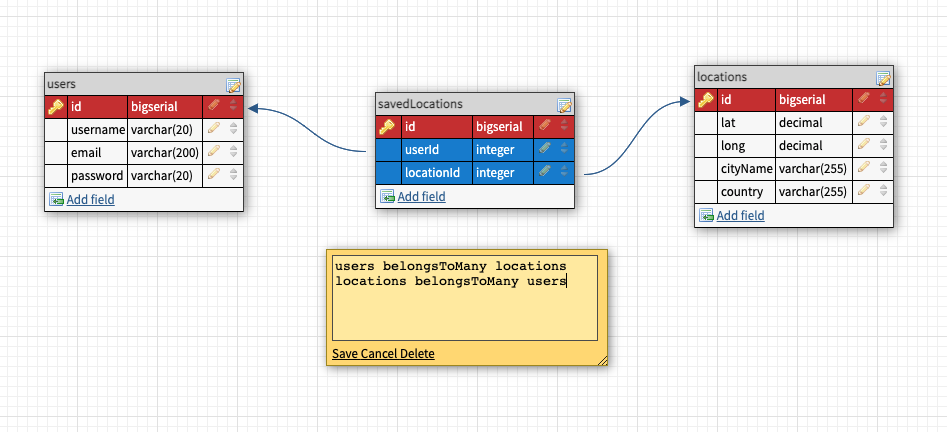 users
id bigserial
username varchar(20)
email varchar(200)
password varchar(20)
Add field
savedLocations
id bigserial
userId integer
locationId integer
Add field
locations
id bigserial
lat decimal
long decimal
cityName varchar(255)
country varchar(255)
Add field
users belongsToMany locations
locations belongsToMany users
Save Cancel Delete